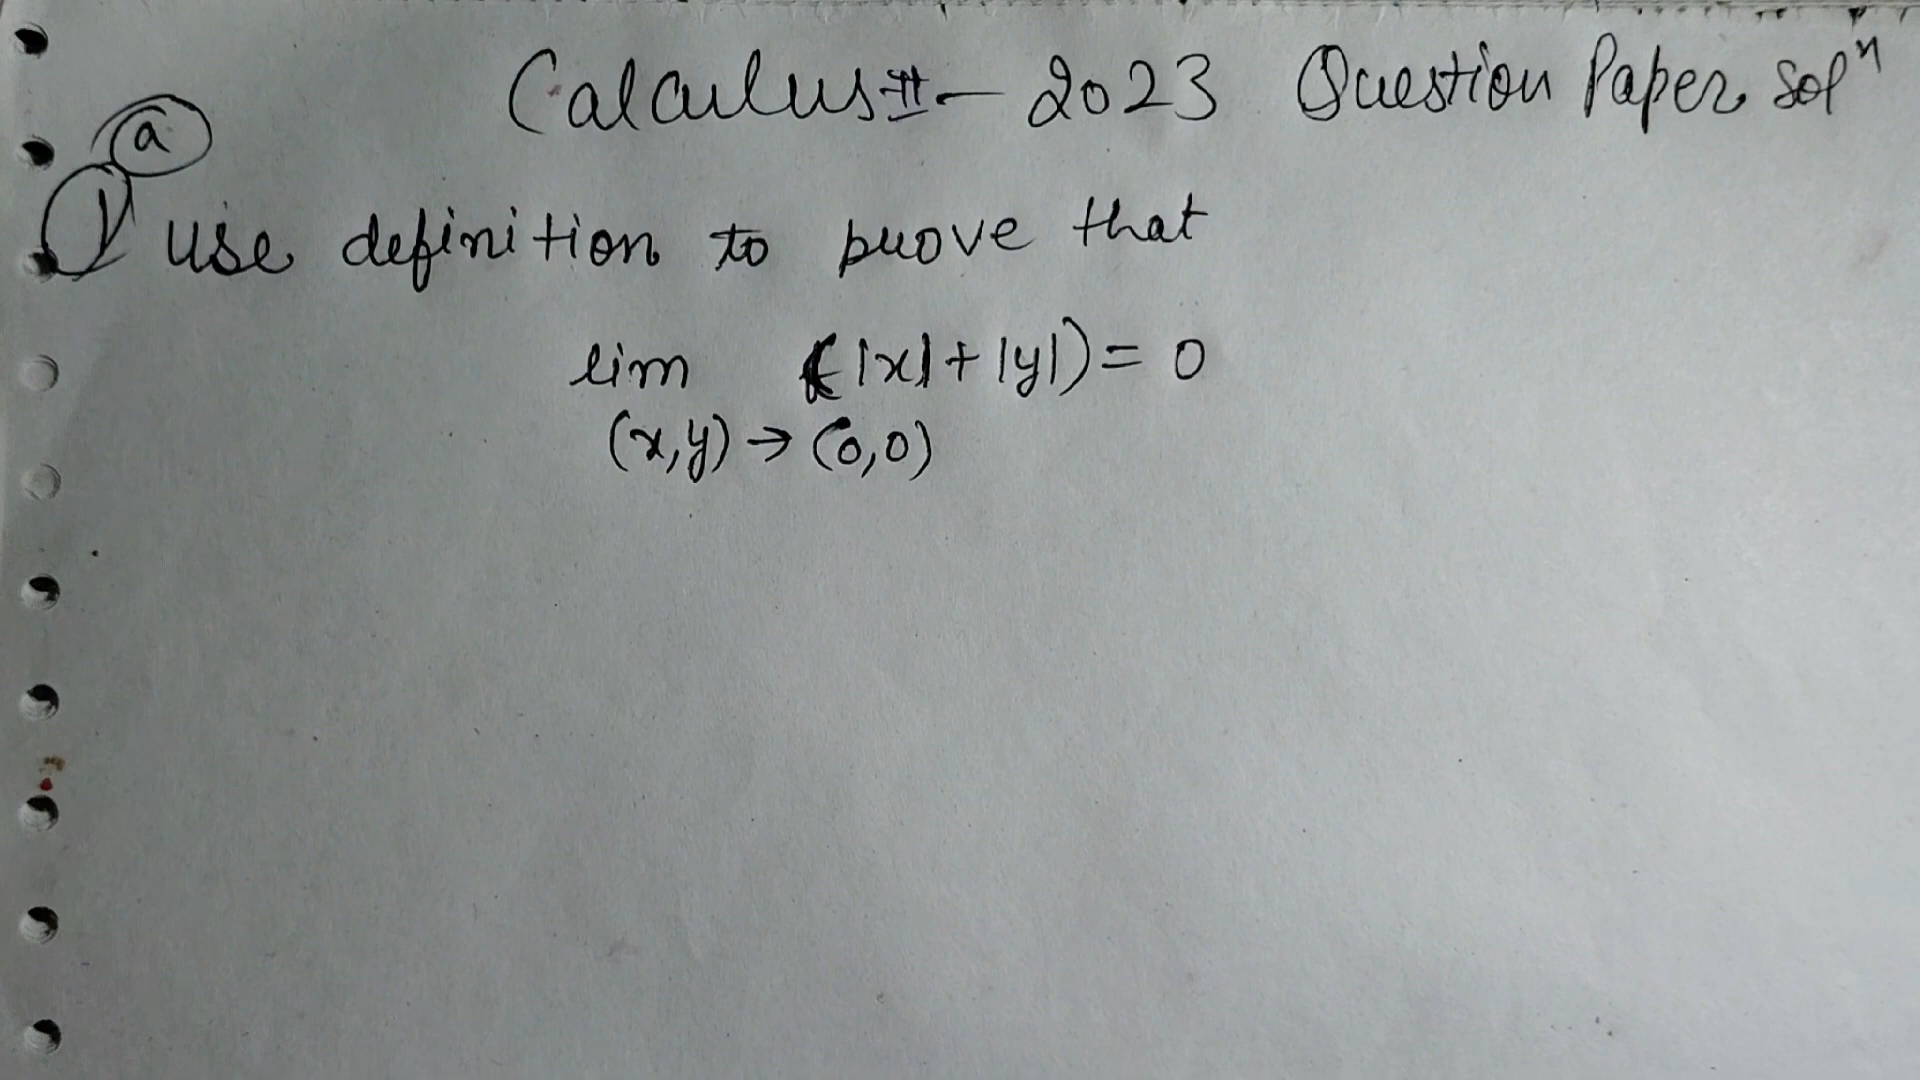 Calculus-II - 2023 Question Paper solⁿ
a
1 use definition to prove that
lim (|x|+|y|) = 0
(x,y) → (0,0)